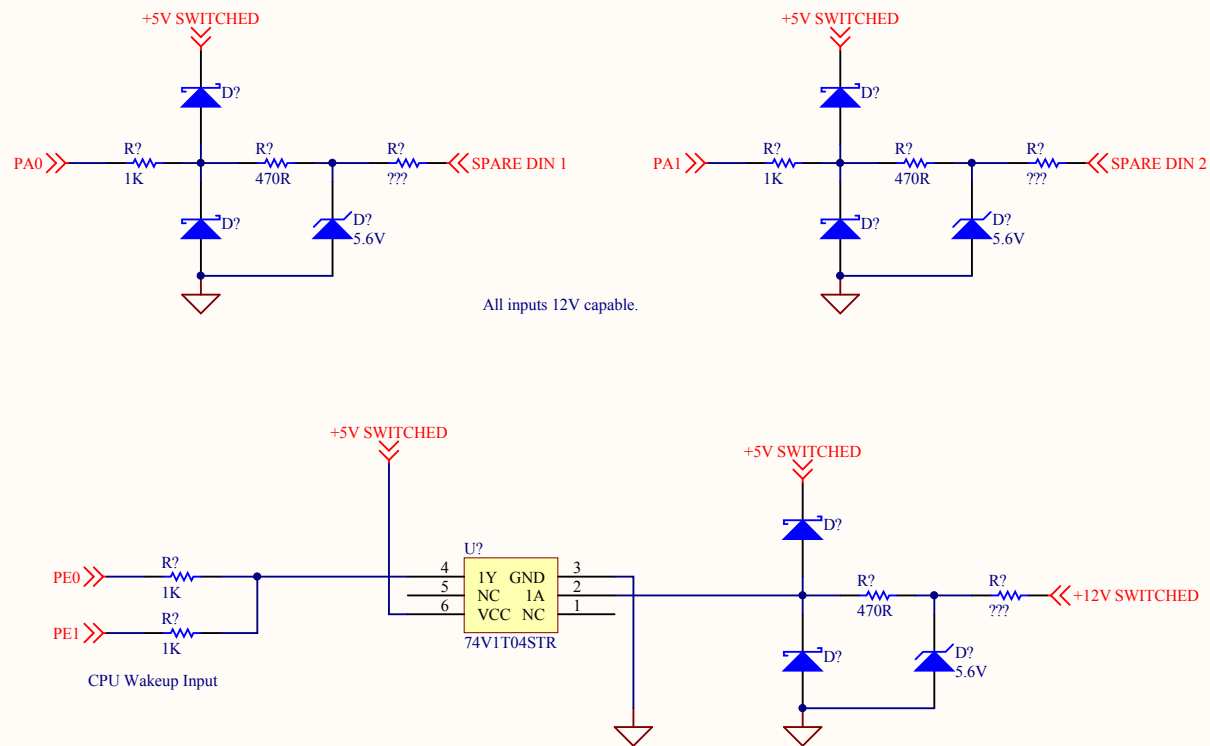 +5V SWITCHED
+5V SWITCHED
D?
D?
PA0
R?
1K
R?
470R
R?
???
SPARE DIN 1
PA1
R?
1K
R?
470R
R?
???
SPARE DIN 2
D?
D?
5.6V
D?
D?
5.6V
All inputs 12V capable.
+5V SWITCHED
+5V SWITCHED
D?
U?
PE0
R?
1K
4
1Y
GND
3
5
NC
1A
2
6
VCC
NC
1
74V1T04STR
R?
470R
R?
???
+12V SWITCHED
PE1
R?
1K
D?
D?
5.6V
CPU Wakeup Input